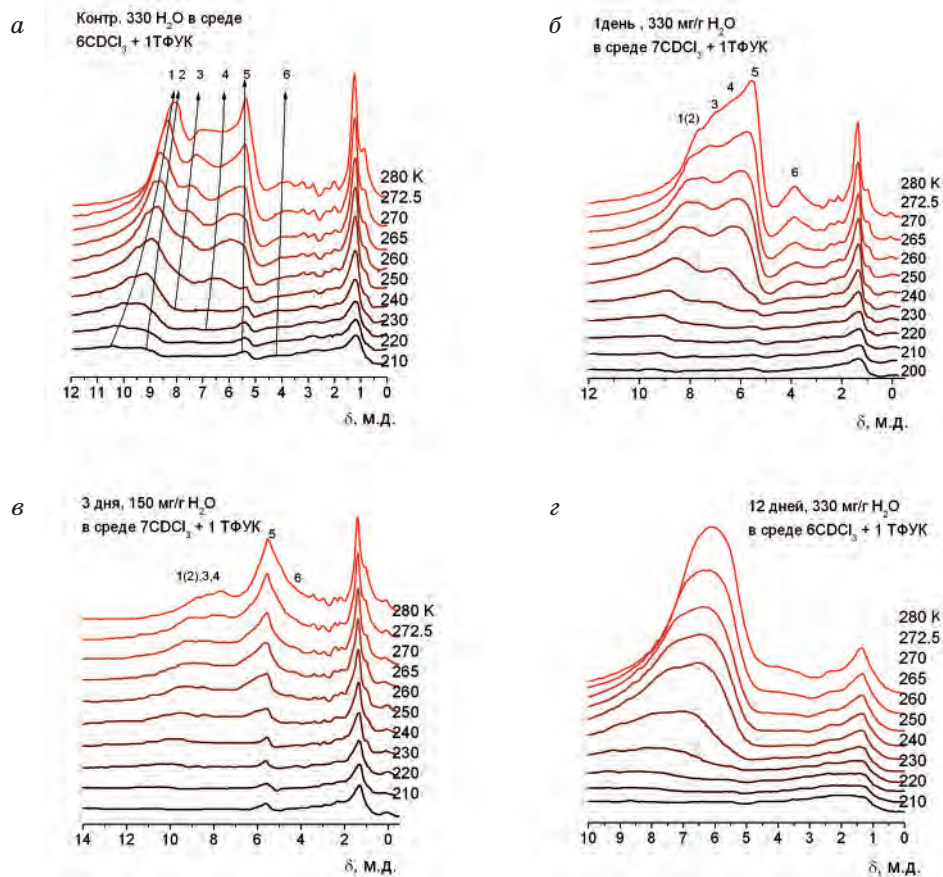 а
Контр. 330 H₂O в среде
6CDCl₃ + 1ТФУК
1 2 3 4 5 6
280 K
272.5
270
265
260
250
240
230
220
210
12 11 10 9 8 7 6 5 4 3 2 1 0
δ, м.д.
б
1день , 330 мг/г H₂O
в среде 7CDCl₃ + 1ТФУК
1(2) 3 4 5 6
280 K
272.5
270
265
260
250
240
230
220
210
200
12 10 8 6 4 2 0
δ, м.д.
в
3 дня, 150 мг/г H₂O
в среде 7CDCl₃ + 1 ТФУК
1(2),3,4 5 6
280 K
272.5
270
265
260
250
240
230
220
210
14 12 10 8 6 4 2 0
δ, м.д.
г
12 дней, 330 мг/г H₂O
в среде 6CDCl₃ + 1 ТФУК
280 K
272.5
270
265
260
250
240
230
220
210
10 9 8 7 6 5 4 3 2 1 0
δ, м.д.